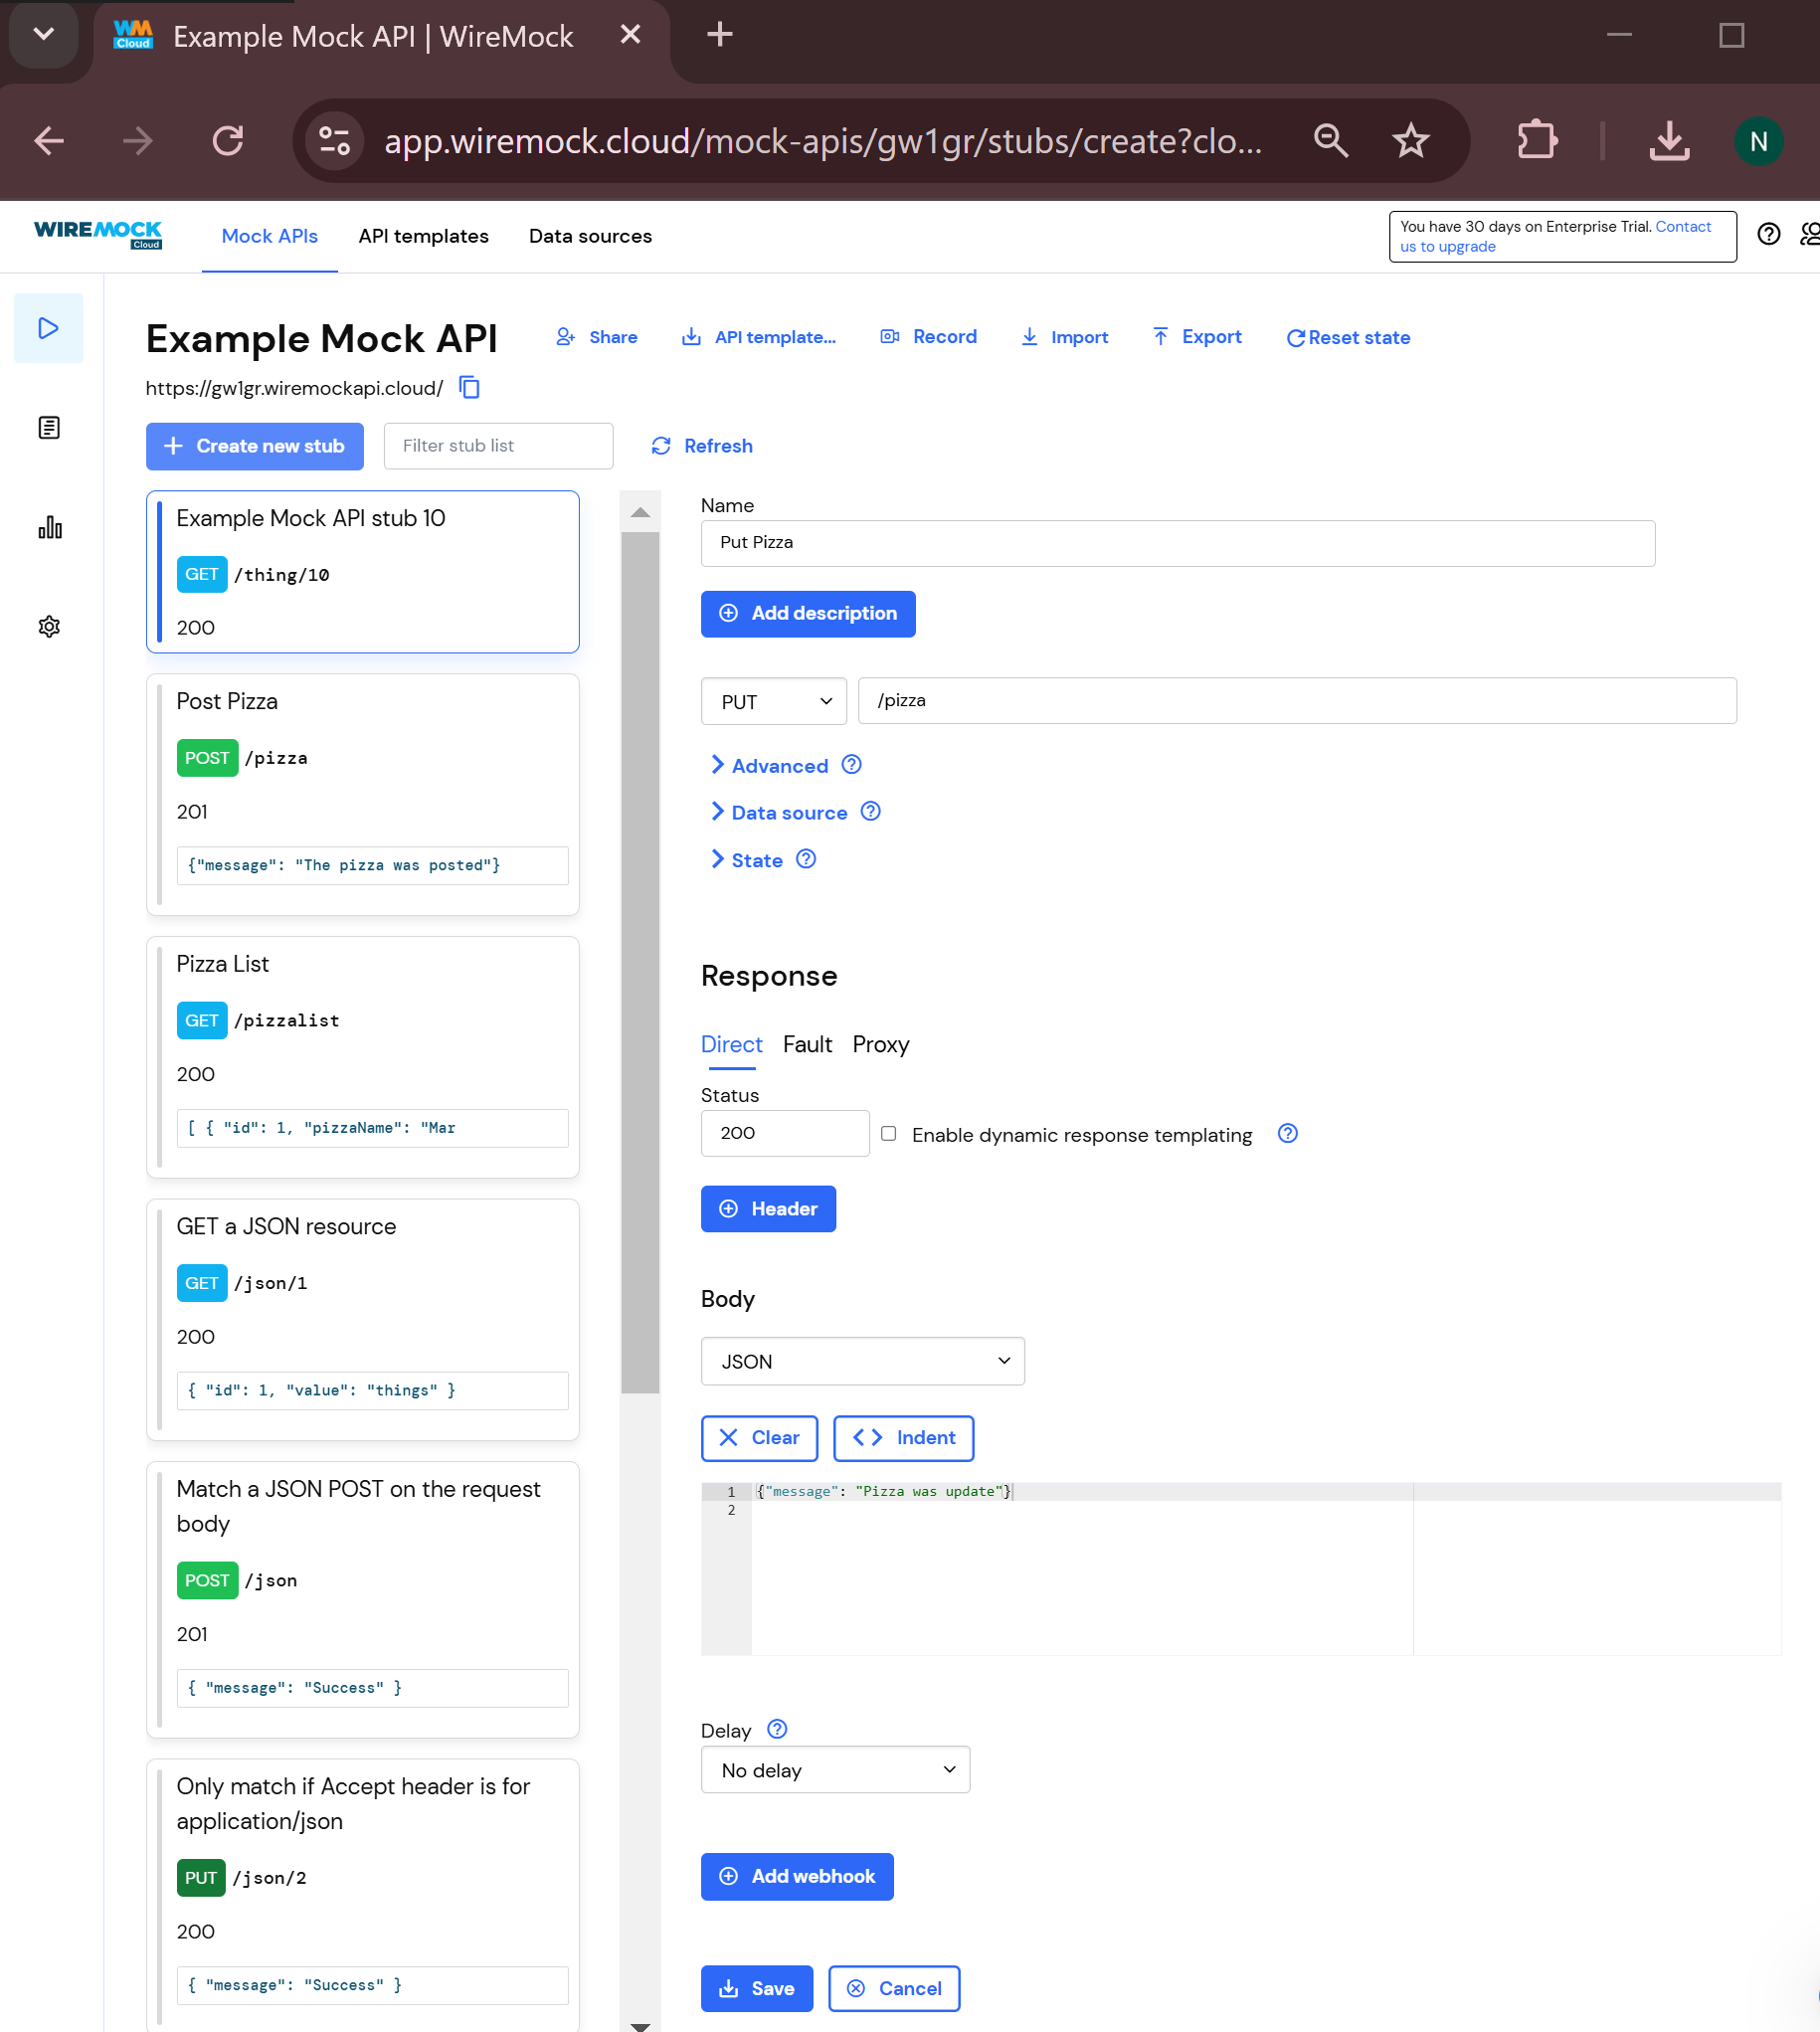 WM
Cloud
Example Mock API | WireMock
app.wiremock.cloud/mock-apis/gw1gr/stubs/create?clo...
N
WIREMOCK
Cloud
Mock APIs
API templates
Data sources
You have 30 days on Enterprise Trial. Contact
us to upgrade
Example Mock API
Share
API template...
Record
Import
Export
Reset state
https://gw1gr.wiremockapi.cloud/
Create new stub
Filter stub list
Refresh
Example Mock API stub 10
GET /thing/10
200
Post Pizza
POST /pizza
201
{"message": "The pizza was posted"}
Pizza List
GET /pizzalist
200
[ { "id": 1, "pizzaName": "Mar
GET a JSON resource
GET /json/1
200
{ "id": 1, "value": "things" }
Match a JSON POST on the request
body
POST /json
201
{ "message": "Success" }
Only match if Accept header is for
application/json
PUT /json/2
200
{ "message": "Success" }
Name
Put Pizza
Add description
PUT
/pizza
Advanced
Data source
State
Response
Direct
Fault
Proxy
Status
200
Enable dynamic response templating
Header
Body
JSON
Clear
Indent
1 {"message": "Pizza was update"}
2
Delay
No delay
Add webhook
Save
Cancel